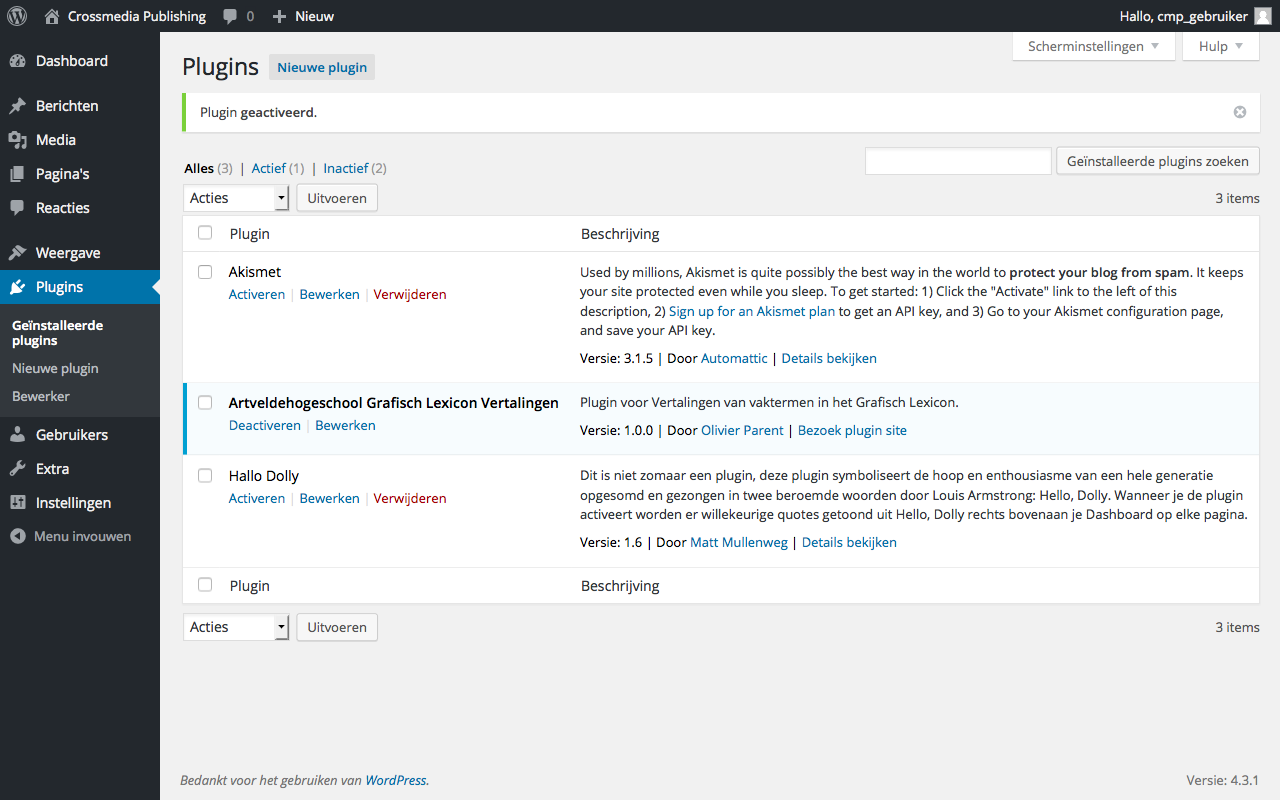 Crossmedia Publishing 0 Nieuw Hallo, cmp_gebruiker
Dashboard
Berichten
Media
Pagina's
Reacties
Weergave
Plugins
Geïnstalleerde
plugins
Nieuwe plugin
Bewerker
Gebruikers
Extra
Instellingen
Menu invouwen
Scherminstellingen Hulp
Plugins Nieuwe plugin
Plugin geactiveerd.
Alles (3) | Actief (1) | Inactief (2)
Geïnstalleerde plugins zoeken
Acties Uitvoeren 3 items
Plugin Beschrijving
Akismet
Activeren | Bewerken | Verwijderen
Used by millions, Akismet is quite possibly the best way in the world to protect your blog from spam. It keeps
your site protected even while you sleep. To get started: 1) Click the "Activate" link to the left of this
description, 2) Sign up for an Akismet plan to get an API key, and 3) Go to your Akismet configuration page,
and save your API key.
Versie: 3.1.5 | Door Automattic | Details bekijken
Artveldehogeschool Grafisch Lexicon Vertalingen
Deactiveren | Bewerken
Plugin voor Vertalingen van vaktermen in het Grafisch Lexicon.
Versie: 1.0.0 | Door Olivier Parent | Bezoek plugin site
Hallo Dolly
Activeren | Bewerken | Verwijderen
Dit is niet zomaar een plugin, deze plugin symboliseert de hoop en enthousiasme van een hele generatie
opgesomd en gezongen in twee beroemde woorden door Louis Armstrong: Hello, Dolly. Wanneer je de plugin
activeert worden er willekeurige quotes getoond uit Hello, Dolly rechts bovenaan je Dashboard op elke pagina.
Versie: 1.6 | Door Matt Mullenweg | Details bekijken
Plugin Beschrijving
Acties Uitvoeren 3 items
Bedankt voor het gebruiken van WordPress. Versie: 4.3.1